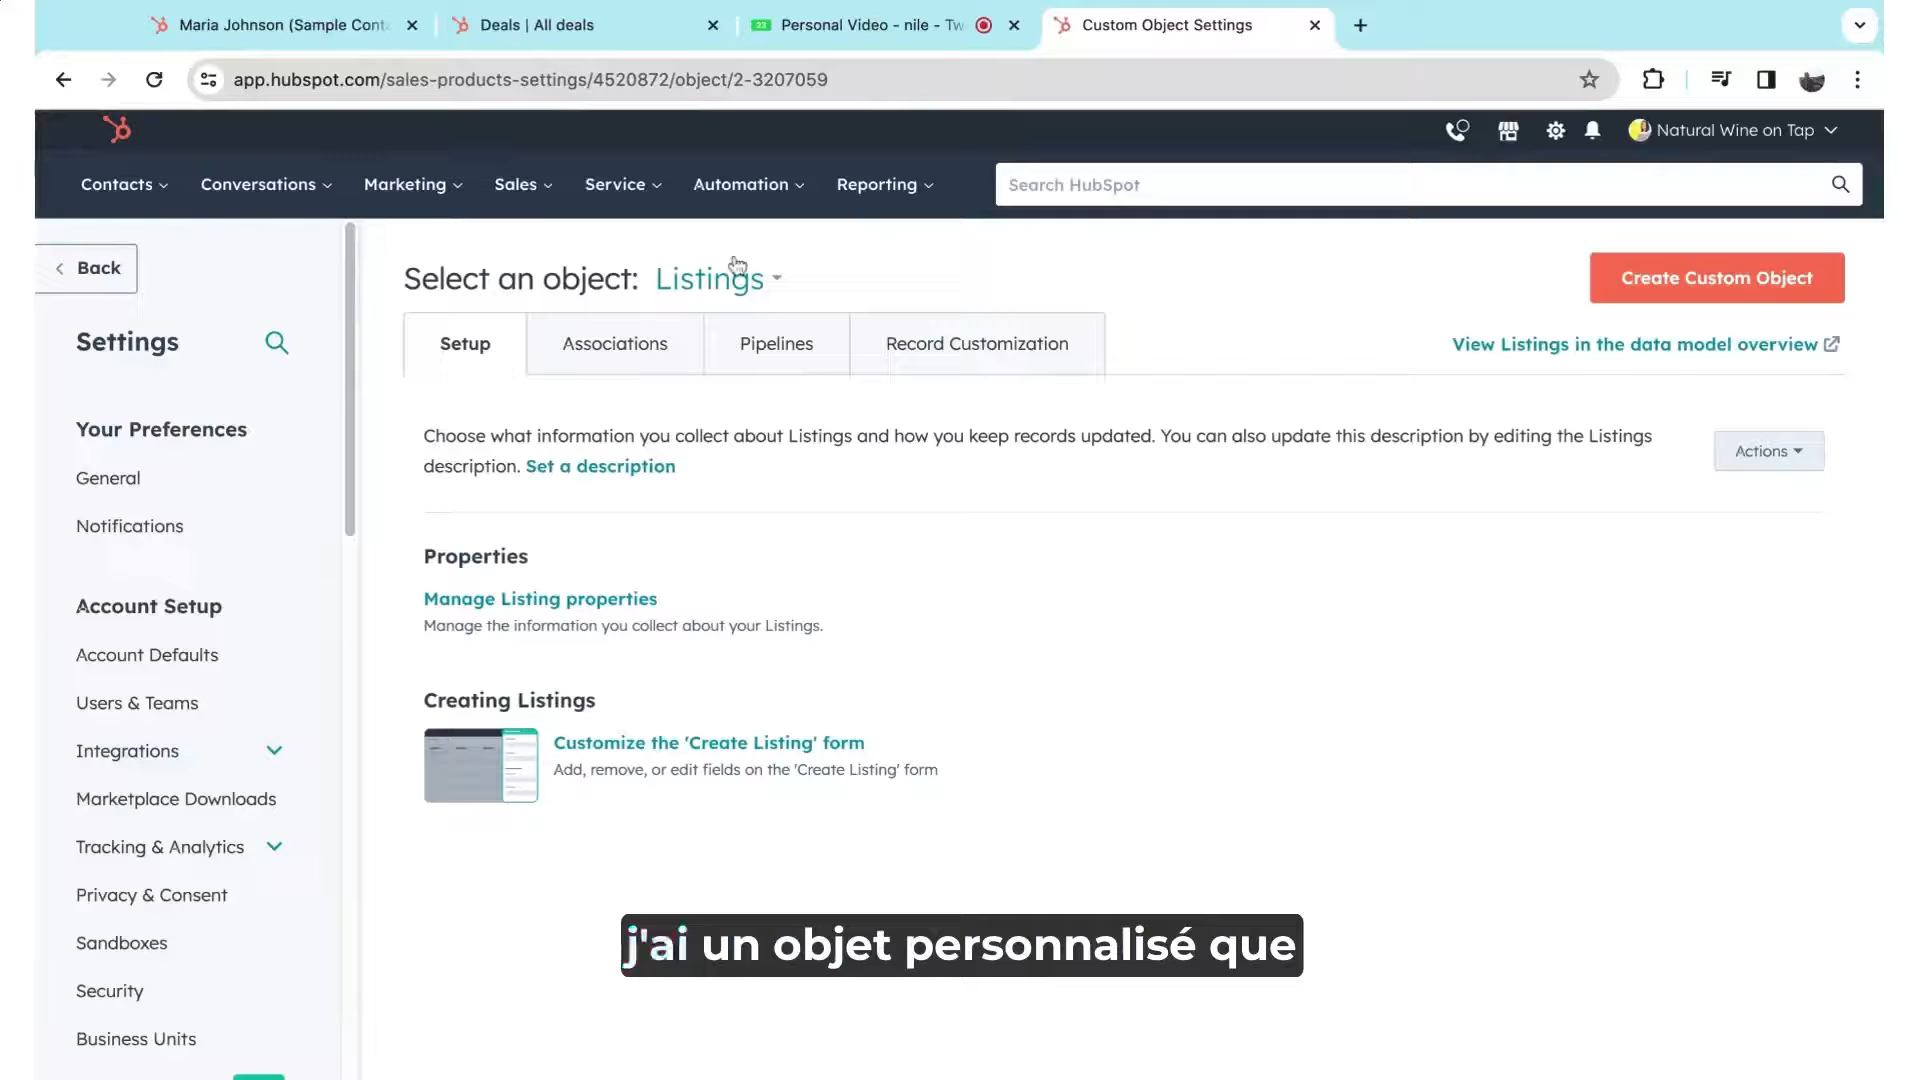 Maria Johnson (Sample Conta
Deals | All deals
Personal Video - nile - Tw
Custom Object Settings
app.hubspot.com/sales-products-settings/4520872/object/2-3207059
Natural Wine on Tap
Contacts
Conversations
Marketing
Sales
Service
Automation
Reporting
Search HubSpot
Back
Settings
Your Preferences
General
Notifications
Account Setup
Account Defaults
Users & Teams
Integrations
Marketplace Downloads
Tracking & Analytics
Privacy & Consent
Sandboxes
Security
Business Units
Select an object: Listings
Create Custom Object
Setup
Associations
Pipelines
Record Customization
View Listings in the data model overview
Choose what information you collect about Listings and how you keep records updated. You can also update this description by editing the Listings
description. Set a description
Actions
Properties
Manage Listing properties
Manage the information you collect about your Listings.
Creating Listings
Customize the 'Create Listing' form
Add, remove, or edit fields on the 'Create Listing' form
j'ai un objet personnalisé que